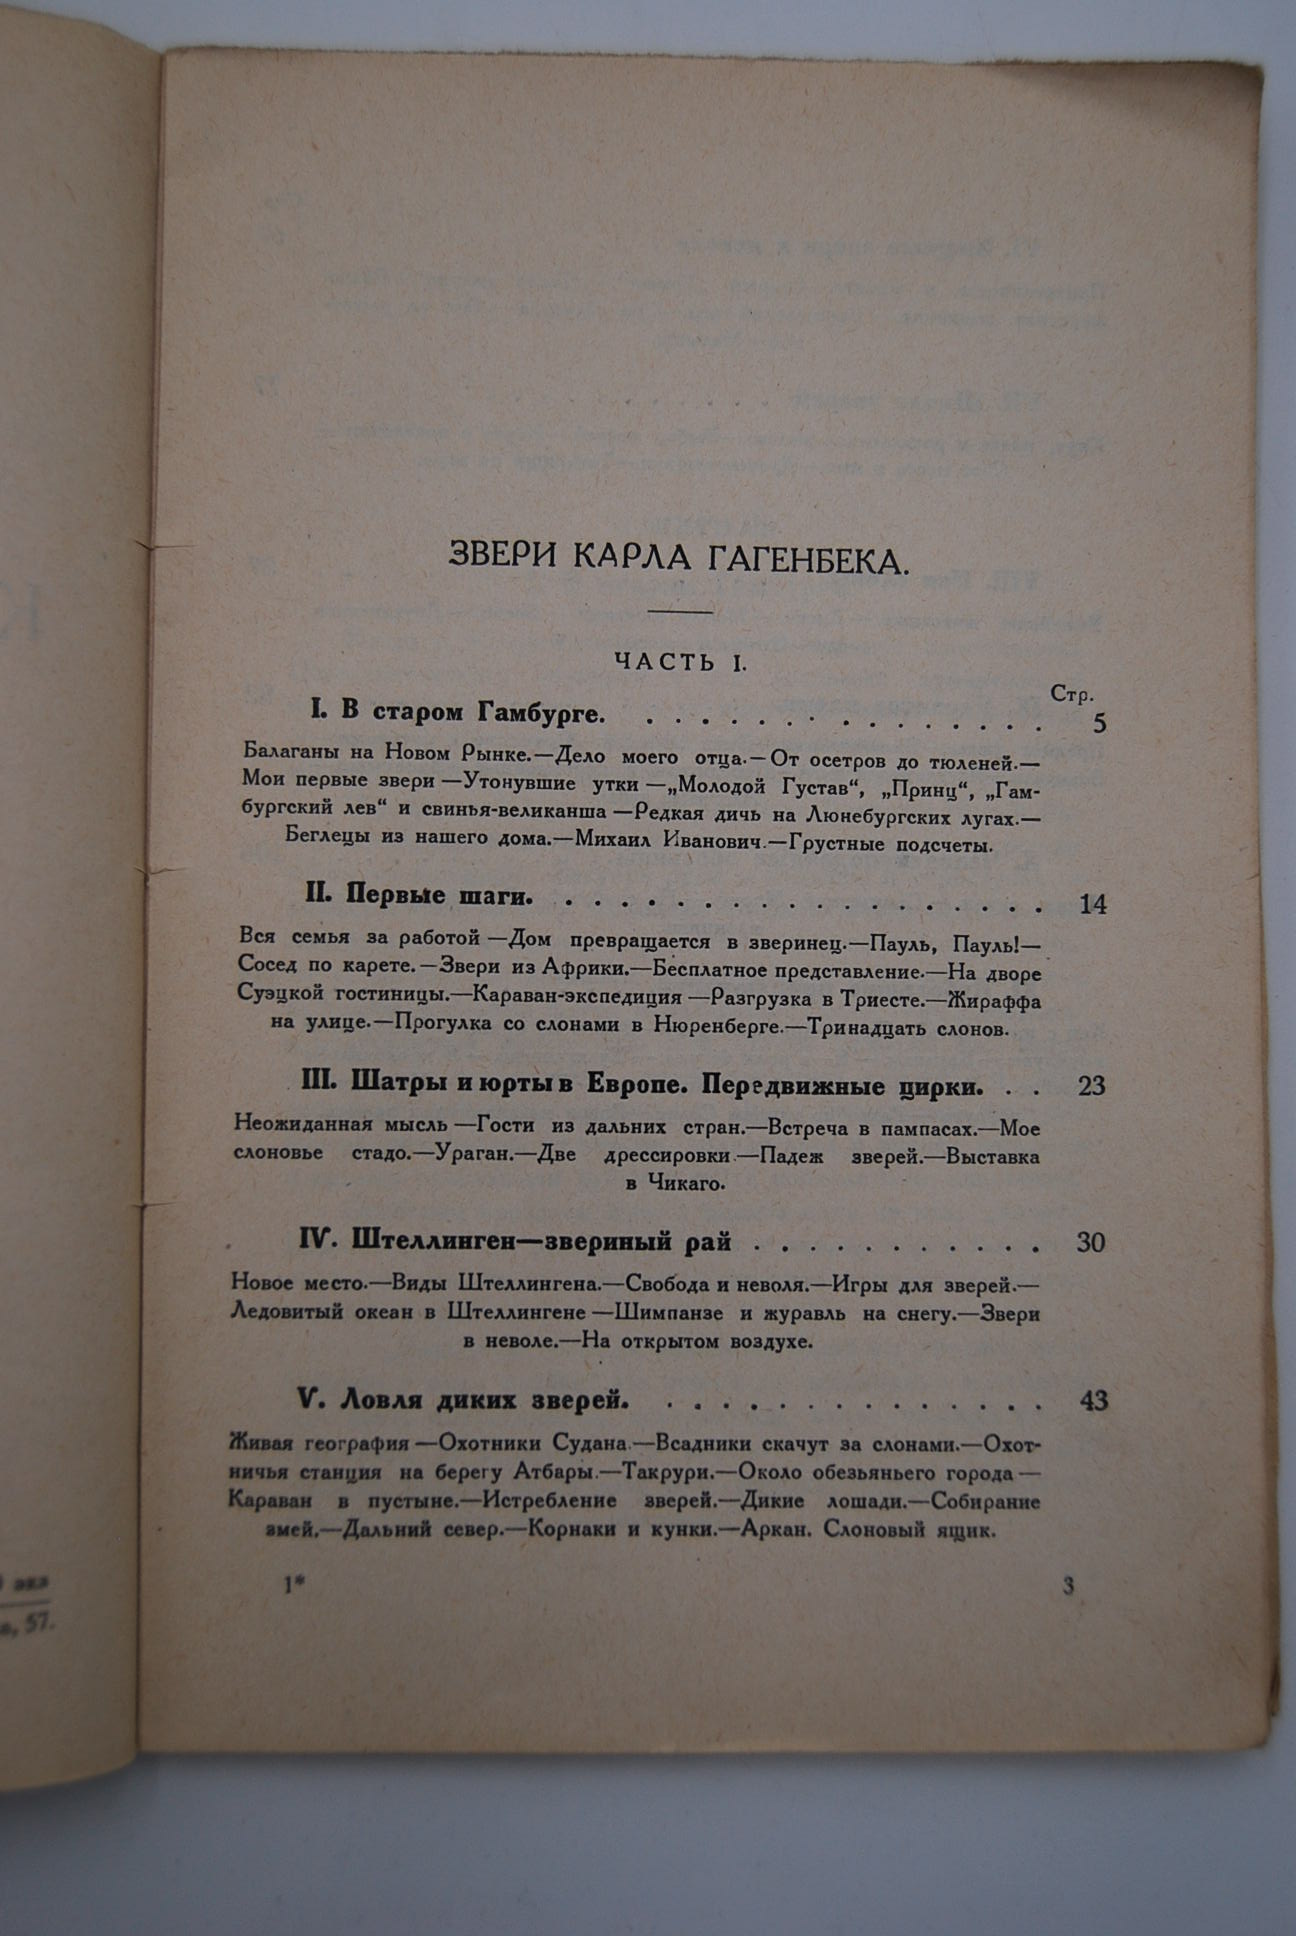 ЗВЕРИ КАРЛА ГАГЕНБЕКА.
ЧАСТЬ I.
Стр.
I. В старом Гамбурге. . . . . . . . . . . . . . . . 5
Балаганы на Новом Рынке.—Дело моего отца.—От осетров до тюленей.—
Мои первые звери—Утонувшие утки—„Молодой Густав“, „Принц“, „Гам-
бургский лев“ и свинья-великанша—Редкая дичь на Люнебургских лугах.—
Беглецы из нашего дома.—Михаил Иванович.—Грустные подсчеты.
II. Первые шаги. . . . . . . . . . . . . . . . . . . 14
Вся семья за работой—Дом превращается в зверинец.—Пауль, Пауль!—
Сосед по карете.—Звери из Африки.—Бесплатное представление.—На дворе
Суэцкой гостиницы.—Караван-экспедиция—Разгрузка в Триесте.—Жираффа
на улице.—Прогулка со слонами в Нюренберге.—Тринадцать слонов.
III. Шатры и юрты в Европе. Передвижные цирки. . . 23
Неожиданная мысль—Гости из дальних стран.—Встреча в пампасах.—Мое
слоновье стадо.—Ураган.—Две дрессировки.—Падеж зверей.—Выставка
в Чикаго.
IV. Штеллинген—звериный рай . . . . . . . . . . . 30
Новое место.—Виды Штеллингена.—Свобода и неволя.—Игры для зверей.—
Ледовитый океан в Штеллингене—Шимпанзе и журавль на снегу.—Звери
в неволе.—На открытом воздухе.
V. Ловля диких зверей. . . . . . . . . . . . . . . 43
Живая география—Охотники Судана.—Всадники скачут за слонами.—Охот-
ничья станция на берегу Атбары.—Такрури.—Около обезьяньего города—
Караван в пустыне.—Истребление зверей.—Дикие лошади.—Собирание
змей.—Дальний север.—Корнаки и кунки.—Аркан. Слоновый ящик.
1*
3
экз
57.